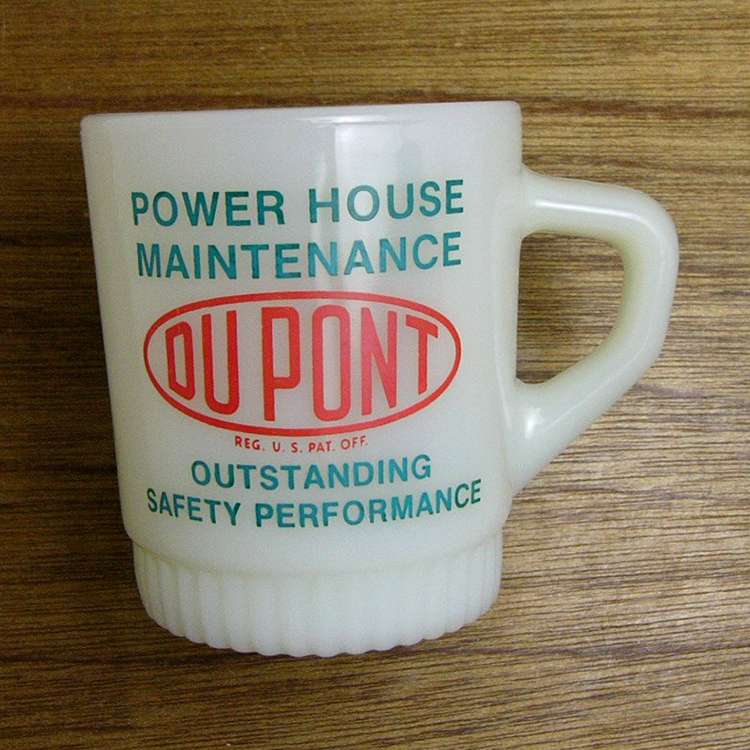 POWER HOUSE
MAINTENANCE
DU PONT
REG. U. S. PAT. OFF.
OUTSTANDING
SAFETY PERFORMANCE